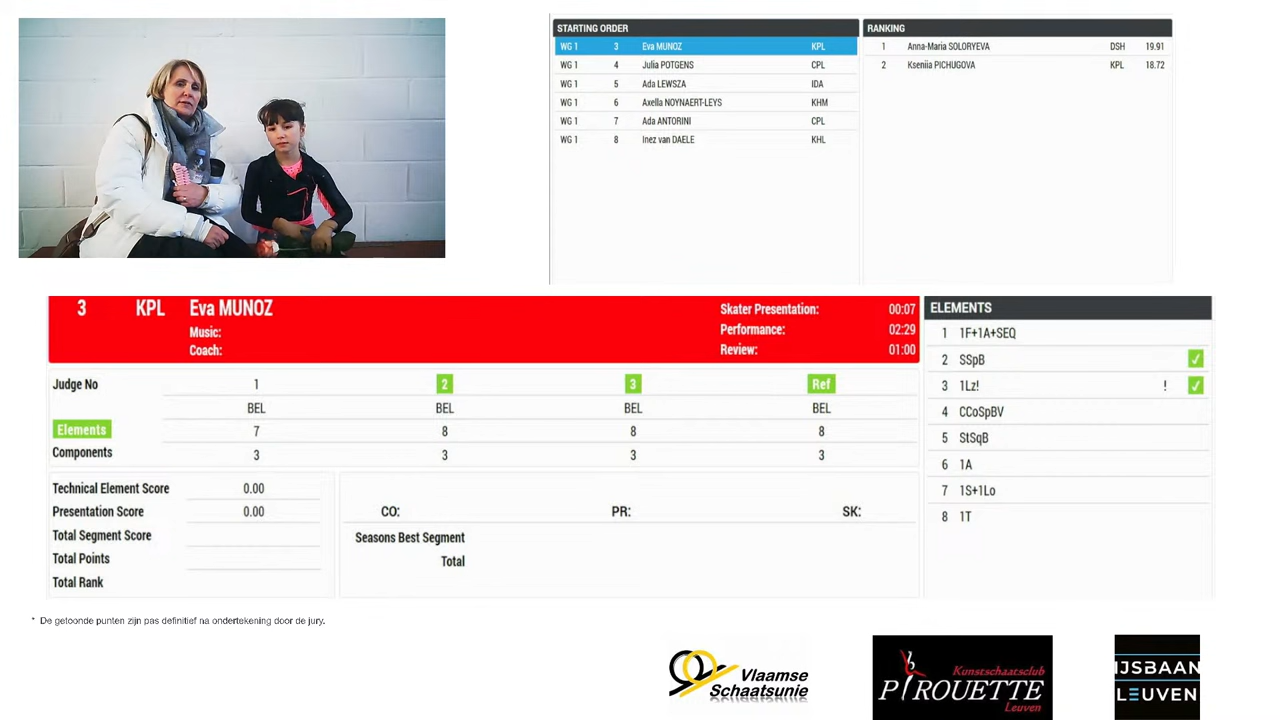 STARTING ORDER
WG 1 3 Eva MUNOZ KPL
WG 1 4 Julia POTGENS CPL
WG 1 5 Ada LEWSZA IDA
WG 1 6 Axella NOYNAERT-LEYS KHM
WG 1 7 Ada ANTORINI CPL
WG 1 8 Inez van DAELE KHL
RANKING
1 Anna-Maria SOLORYEVA DSH 19.91
2 Kseniia PICHUGOVA KPL 18.72
3 KPL Eva MUNOZ
Music:
Coach:
Skater Presentation: 00:07
Performance: 02:29
Review: 01:00
Judge No 1 2 3 Ref
BEL BEL BEL BEL
Elements 7 8 8 8
Components 3 3 3 3
Technical Element Score 0.00
Presentation Score 0.00
Total Segment Score
Total Points
Total Rank
CO: PR: SK:
Seasons Best Segment
Total
ELEMENTS
1 1F+1A+SEQ
2 SSpB
3 1Lz! !
4 CCoSpBV
5 StSqB
6 1A
7 1S+1Lo
8 1T
* De getoonde punten zijn pas definitief na ondertekening door de jury.
Vlaamse
Schaatsunie
Kunstschaatsclub
PIROUETTE
Leuven
IJSBAAN
LEUVEN